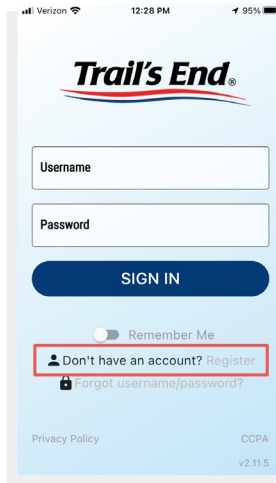 Verizon 12:28 PM 95%
Trail's End®
Username
Password
SIGN IN
Remember Me
Don't have an account? Register
Forgot username/password?
Privacy Policy CCPA
v2.11.5